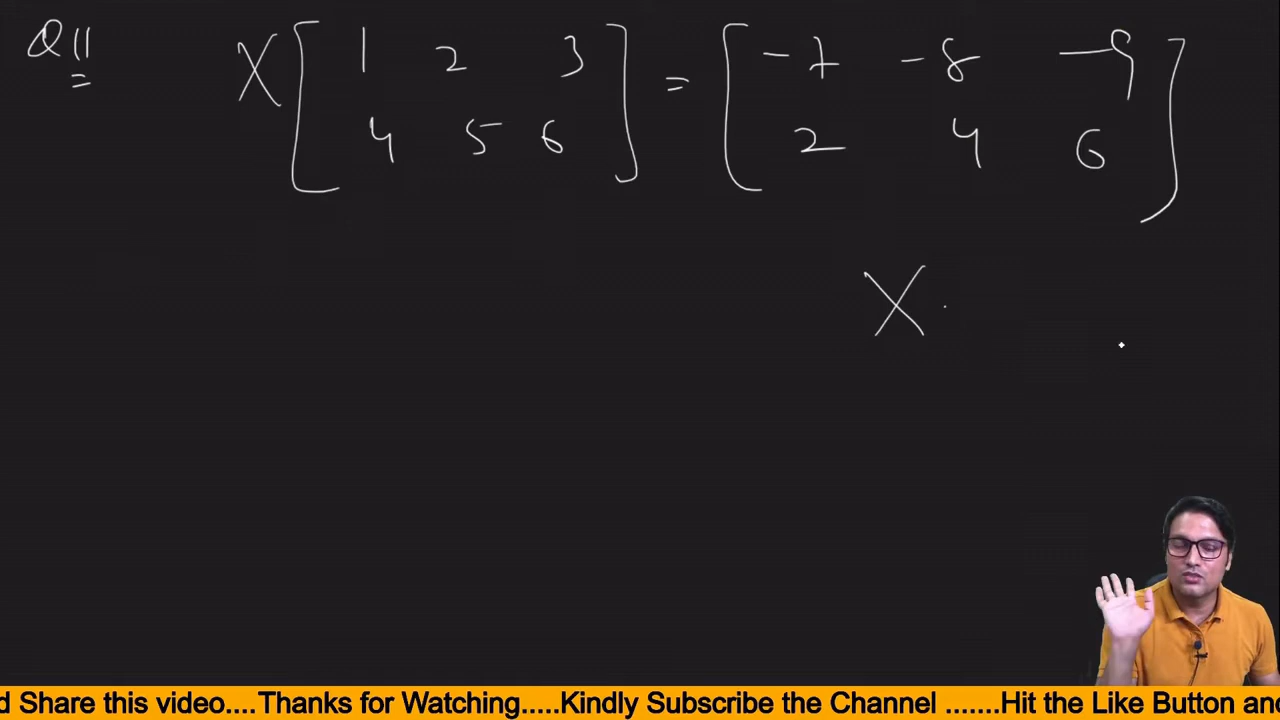 Q11 X [ 1 2 3 ] = [ -7 -8 -9 ]
[ 4 5 6 ] [ 2 4 6 ]
X
d Share this video....Thanks for Watching.....Kindly Subscribe the Channel .......Hit the Like Button and